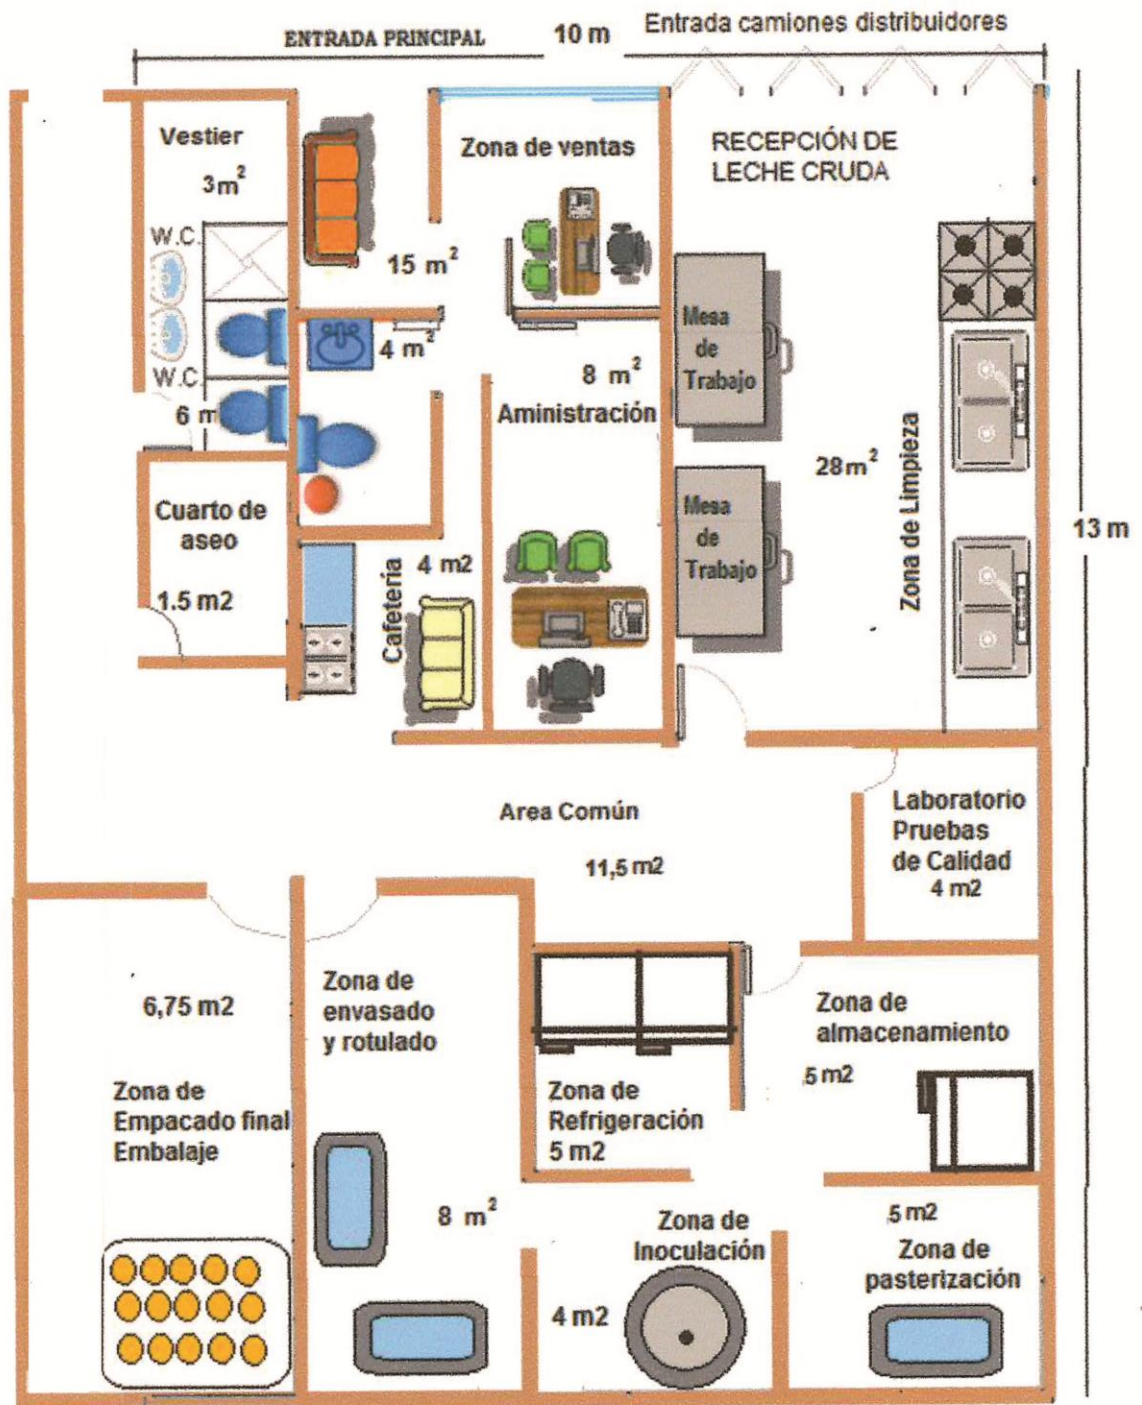 ENTRADA PRINCIPAL
10 m
Entrada camiones distribuidores
Vestier
3 m²
Zona de ventas
RECEPCIÓN DE
LECHE CRUDA
W.C.
15 m²
Mesa
de
Trabajo
4 m²
8 m²
W.C.
6 m
Aministración
28 m²
Zona de Limpieza
Cuarto de
aseo
1.5 m2
Cafeteria
4 m2
Mesa
de
Trabajo
13 m
Area Común
11,5 m2
Laboratorio
Pruebas
de Calidad
4 m2
6,75 m2
Zona de
envasado
y rotulado
Zona de
almacenamiento
,5 m2
Zona de
Empacado final
Embalaje
Zona de
Refrigeración
5 m2
8 m²
Zona de
Inoculación
4 m2
,5 m2
Zona de
pasterización